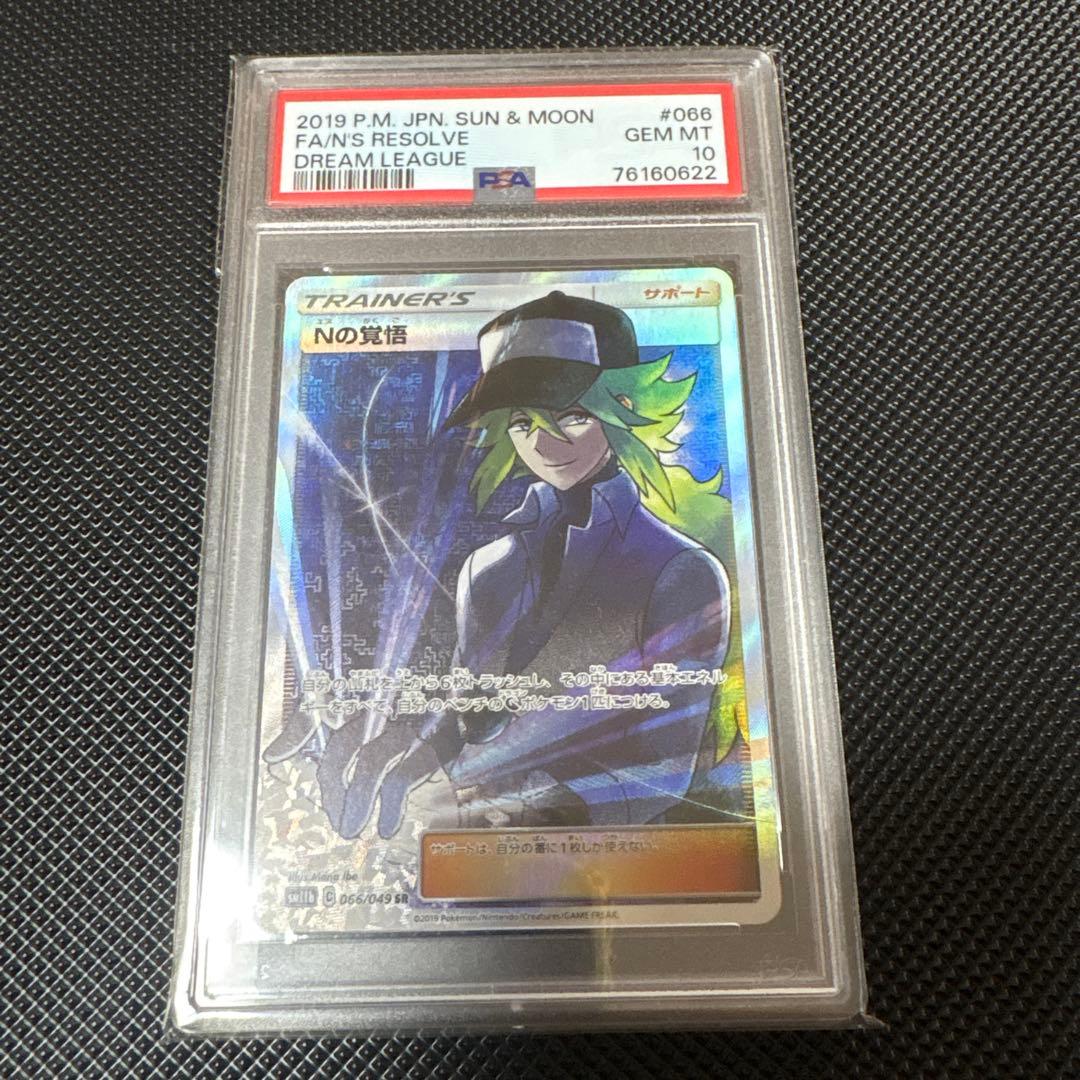 2019 P.M. JPN. SUN & MOON #066
FA/N'S RESOLVE GEM MT
DREAM LEAGUE 10
PSA 76160622
TRAINER'S サポート
Nの覚悟
自分の山札を上から6枚トラッシュし、その中にある基本エネル
ギーをすべて、自分のベンチのポケモン1匹につける。
サポートは、自分の番に1枚しか使えない。
Illus. Mana Ibe
sm11b C 066/049 SR
©2019 Pokémon/Nintendo/Creatures/GAME FREAK.